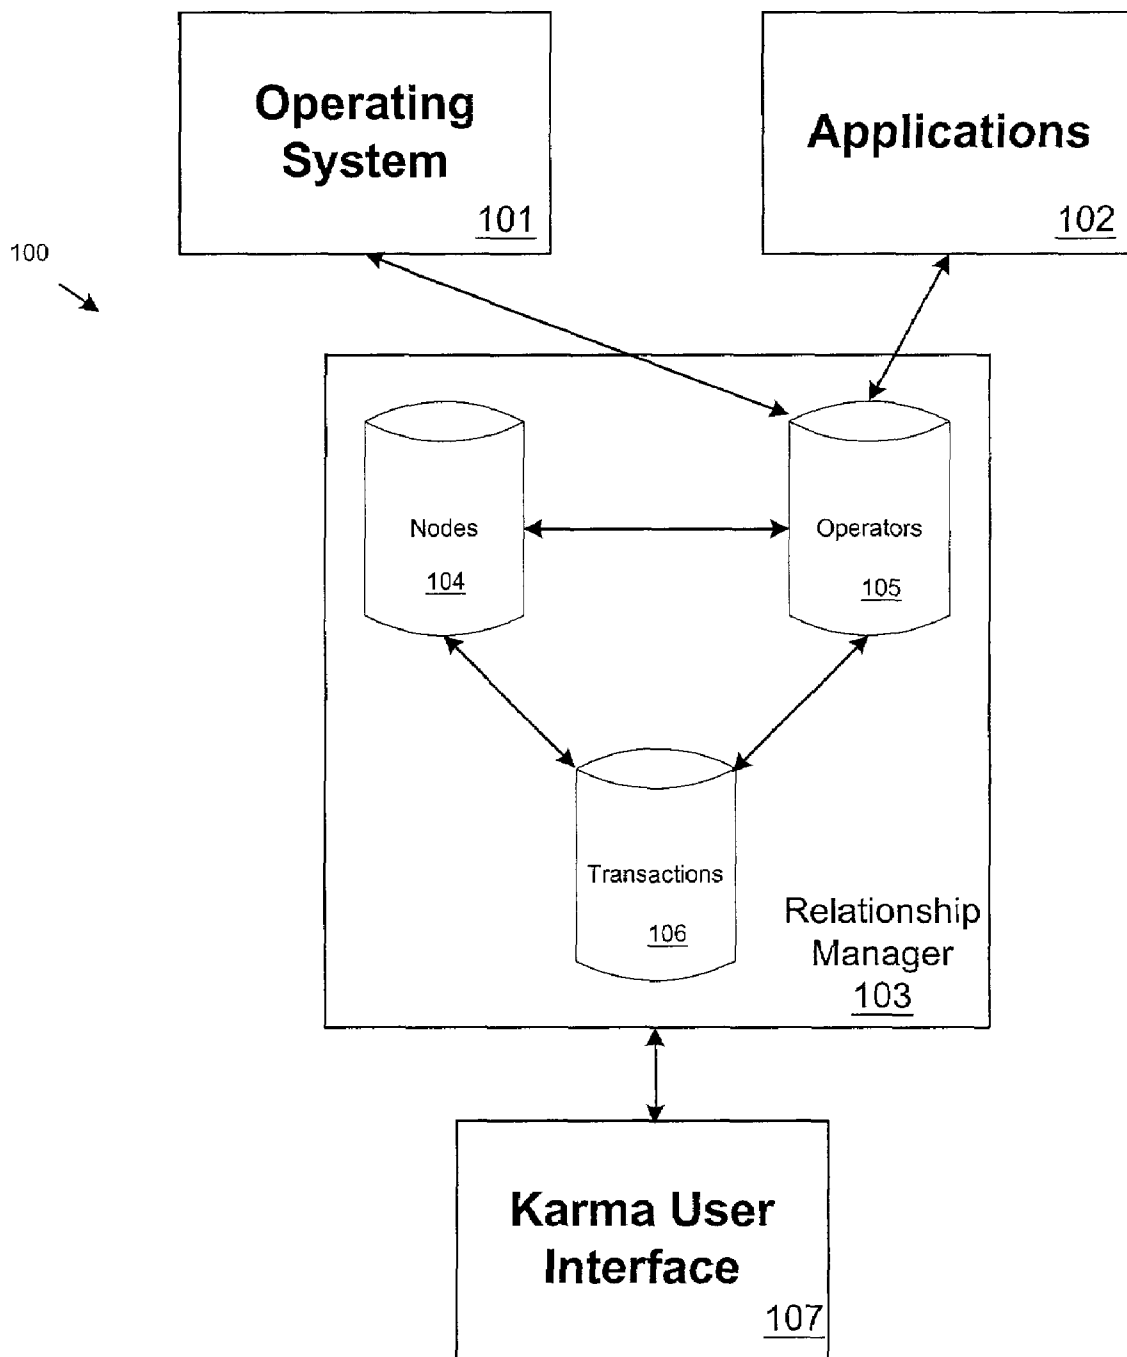 Operating
System
101
Applications
102
100
Nodes
104
Operators
105
Transactions
106
Relationship
Manager
103
Karma User
Interface
107